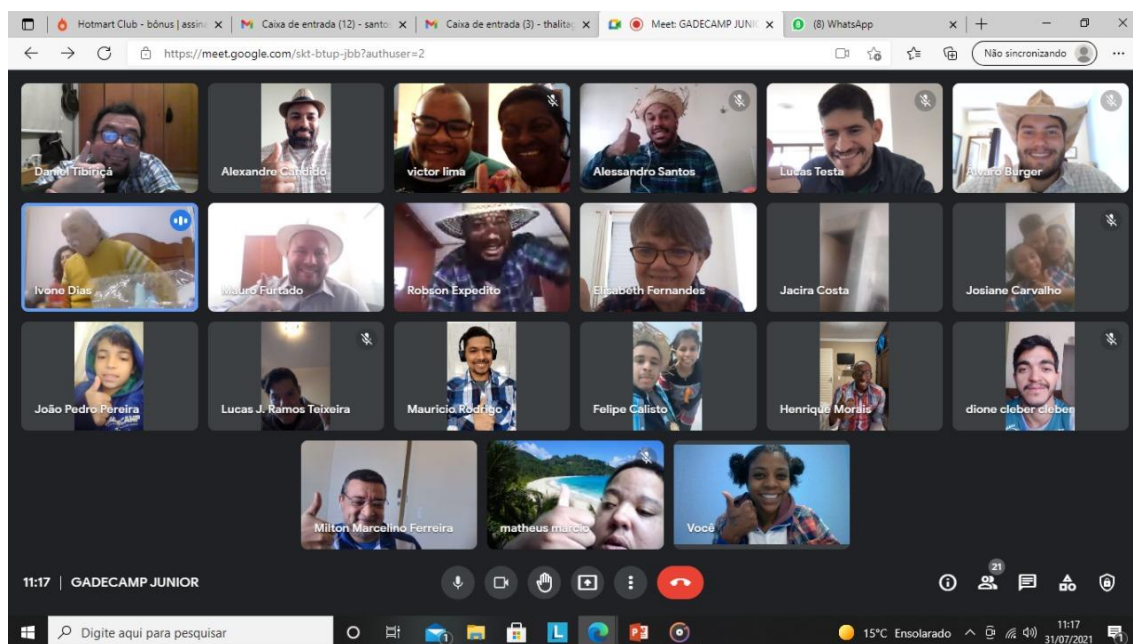 Hotmart Club - bônus | assin
Caixa de entrada (12) - santo
Caixa de entrada (3) - thalita
Meet: GADECAMP JUNI
(8) WhatsApp
https://meet.google.com/skt-btup-jbb?authuser=2
Não sincronizando
Daniel Tibiriçá
Alexandre Candido
victor lima
Alessandro Santos
Lucas Testa
Alvaro Burger
Ivone Dias
Mauro Furtado
Robson Expedito
Elisabeth Fernandes
Jacira Costa
Josiane Carvalho
João Pedro Pereira
Lucas J. Ramos Teixeira
Mauricio Rodrigo
Felipe Calisto
Henrique Morais
dione cleber cleber
Milton Marcelino Ferreira
matheus marcio
Você
11:17 | GADECAMP JUNIOR
21
Digite aqui para pesquisar
15°C Ensolarado
11:17
31/07/2021